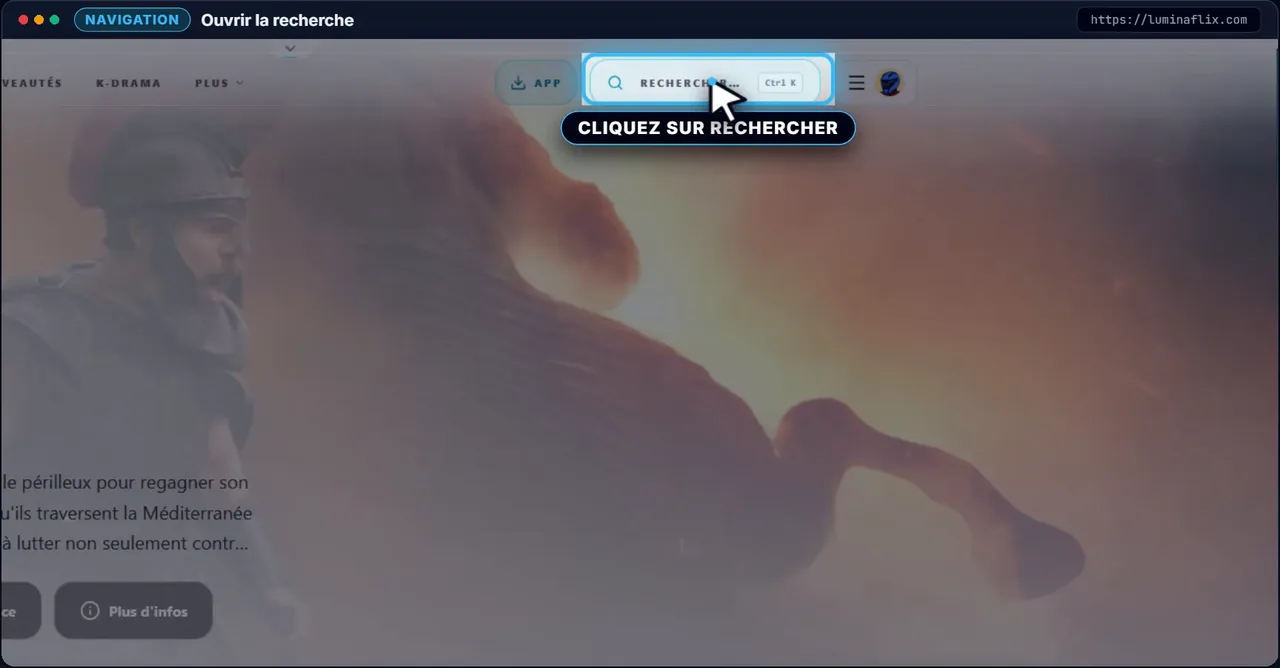 NAVIGATION Ouvrir la recherche https://luminaflix.com
VEAUTÉS K-DRAMA PLUS APP RECHERCH R... Ctrl K
CLIQUEZ SUR RECHERCHER
le périlleux pour regagner son
u'ils traversent la Méditerranée
à lutter non seulement contr...
ce Plus d'infos